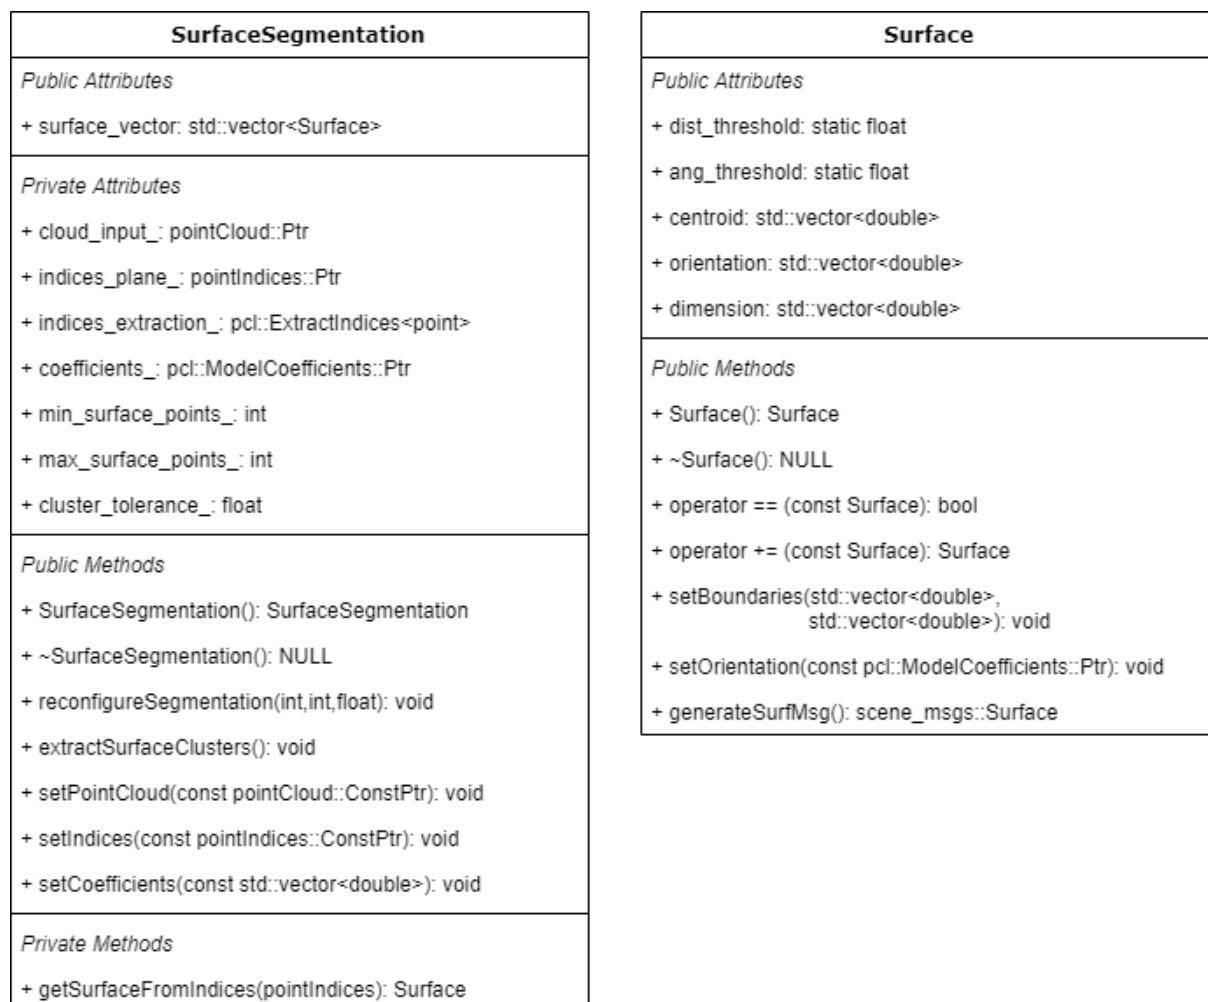 SurfaceSegmentation
Public Attributes
+ surface_vector: std::vector<Surface>
Private Attributes
+ cloud_input_: pointCloud::Ptr
+ indices_plane_: pointIndices::Ptr
+ indices_extraction_: pcl::ExtractIndices<point>
+ coefficients_: pcl::ModelCoefficients::Ptr
+ min_surface_points_: int
+ max_surface_points_: int
+ cluster_tolerance_: float
Public Methods
+ SurfaceSegmentation(): SurfaceSegmentation
+ ~SurfaceSegmentation(): NULL
+ reconfigureSegmentation(int,int,float): void
+ extractSurfaceClusters(): void
+ setPointCloud(const pointCloud::ConstPtr): void
+ setIndices(const pointIndices::ConstPtr): void
+ setCoefficients(const std::vector<double>): void
Private Methods
+ getSurfaceFromIndices(pointIndices): Surface
Surface
Public Attributes
+ dist_threshold: static float
+ ang_threshold: static float
+ centroid: std::vector<double>
+ orientation: std::vector<double>
+ dimension: std::vector<double>
Public Methods
+ Surface(): Surface
+ ~Surface(): NULL
+ operator == (const Surface): bool
+ operator += (const Surface): Surface
+ setBoundaries(std::vector<double>,
std::vector<double>): void
+ setOrientation(const pcl::ModelCoefficients::Ptr): void
+ generateSurfMsg(): scene_msgs::Surface